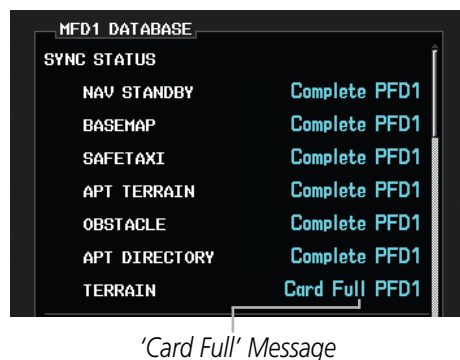 MFD1 DATABASE
SYNC STATUS
NAV STANDBY Complete PFD1
BASEMAP Complete PFD1
SAFETAXI Complete PFD1
APT TERRAIN Complete PFD1
OBSTACLE Complete PFD1
APT DIRECTORY Complete PFD1
TERRAIN Card Full PFD1
'Card Full' Message